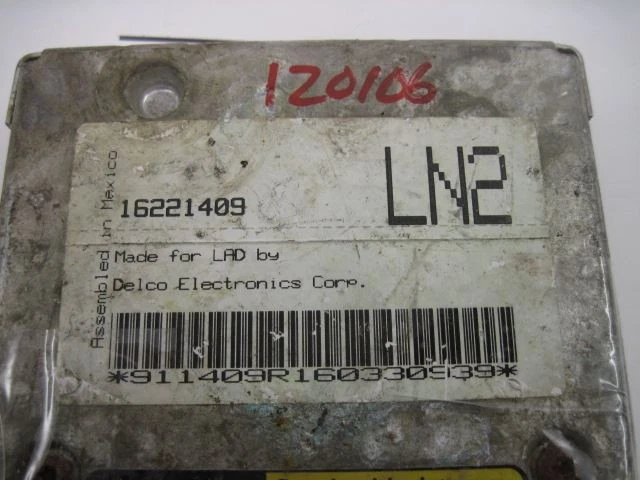 120106
Assembled in Mexico
16221409
LN2
Made for LAD by
Delco Electronics Corp.
*911409R160330939*